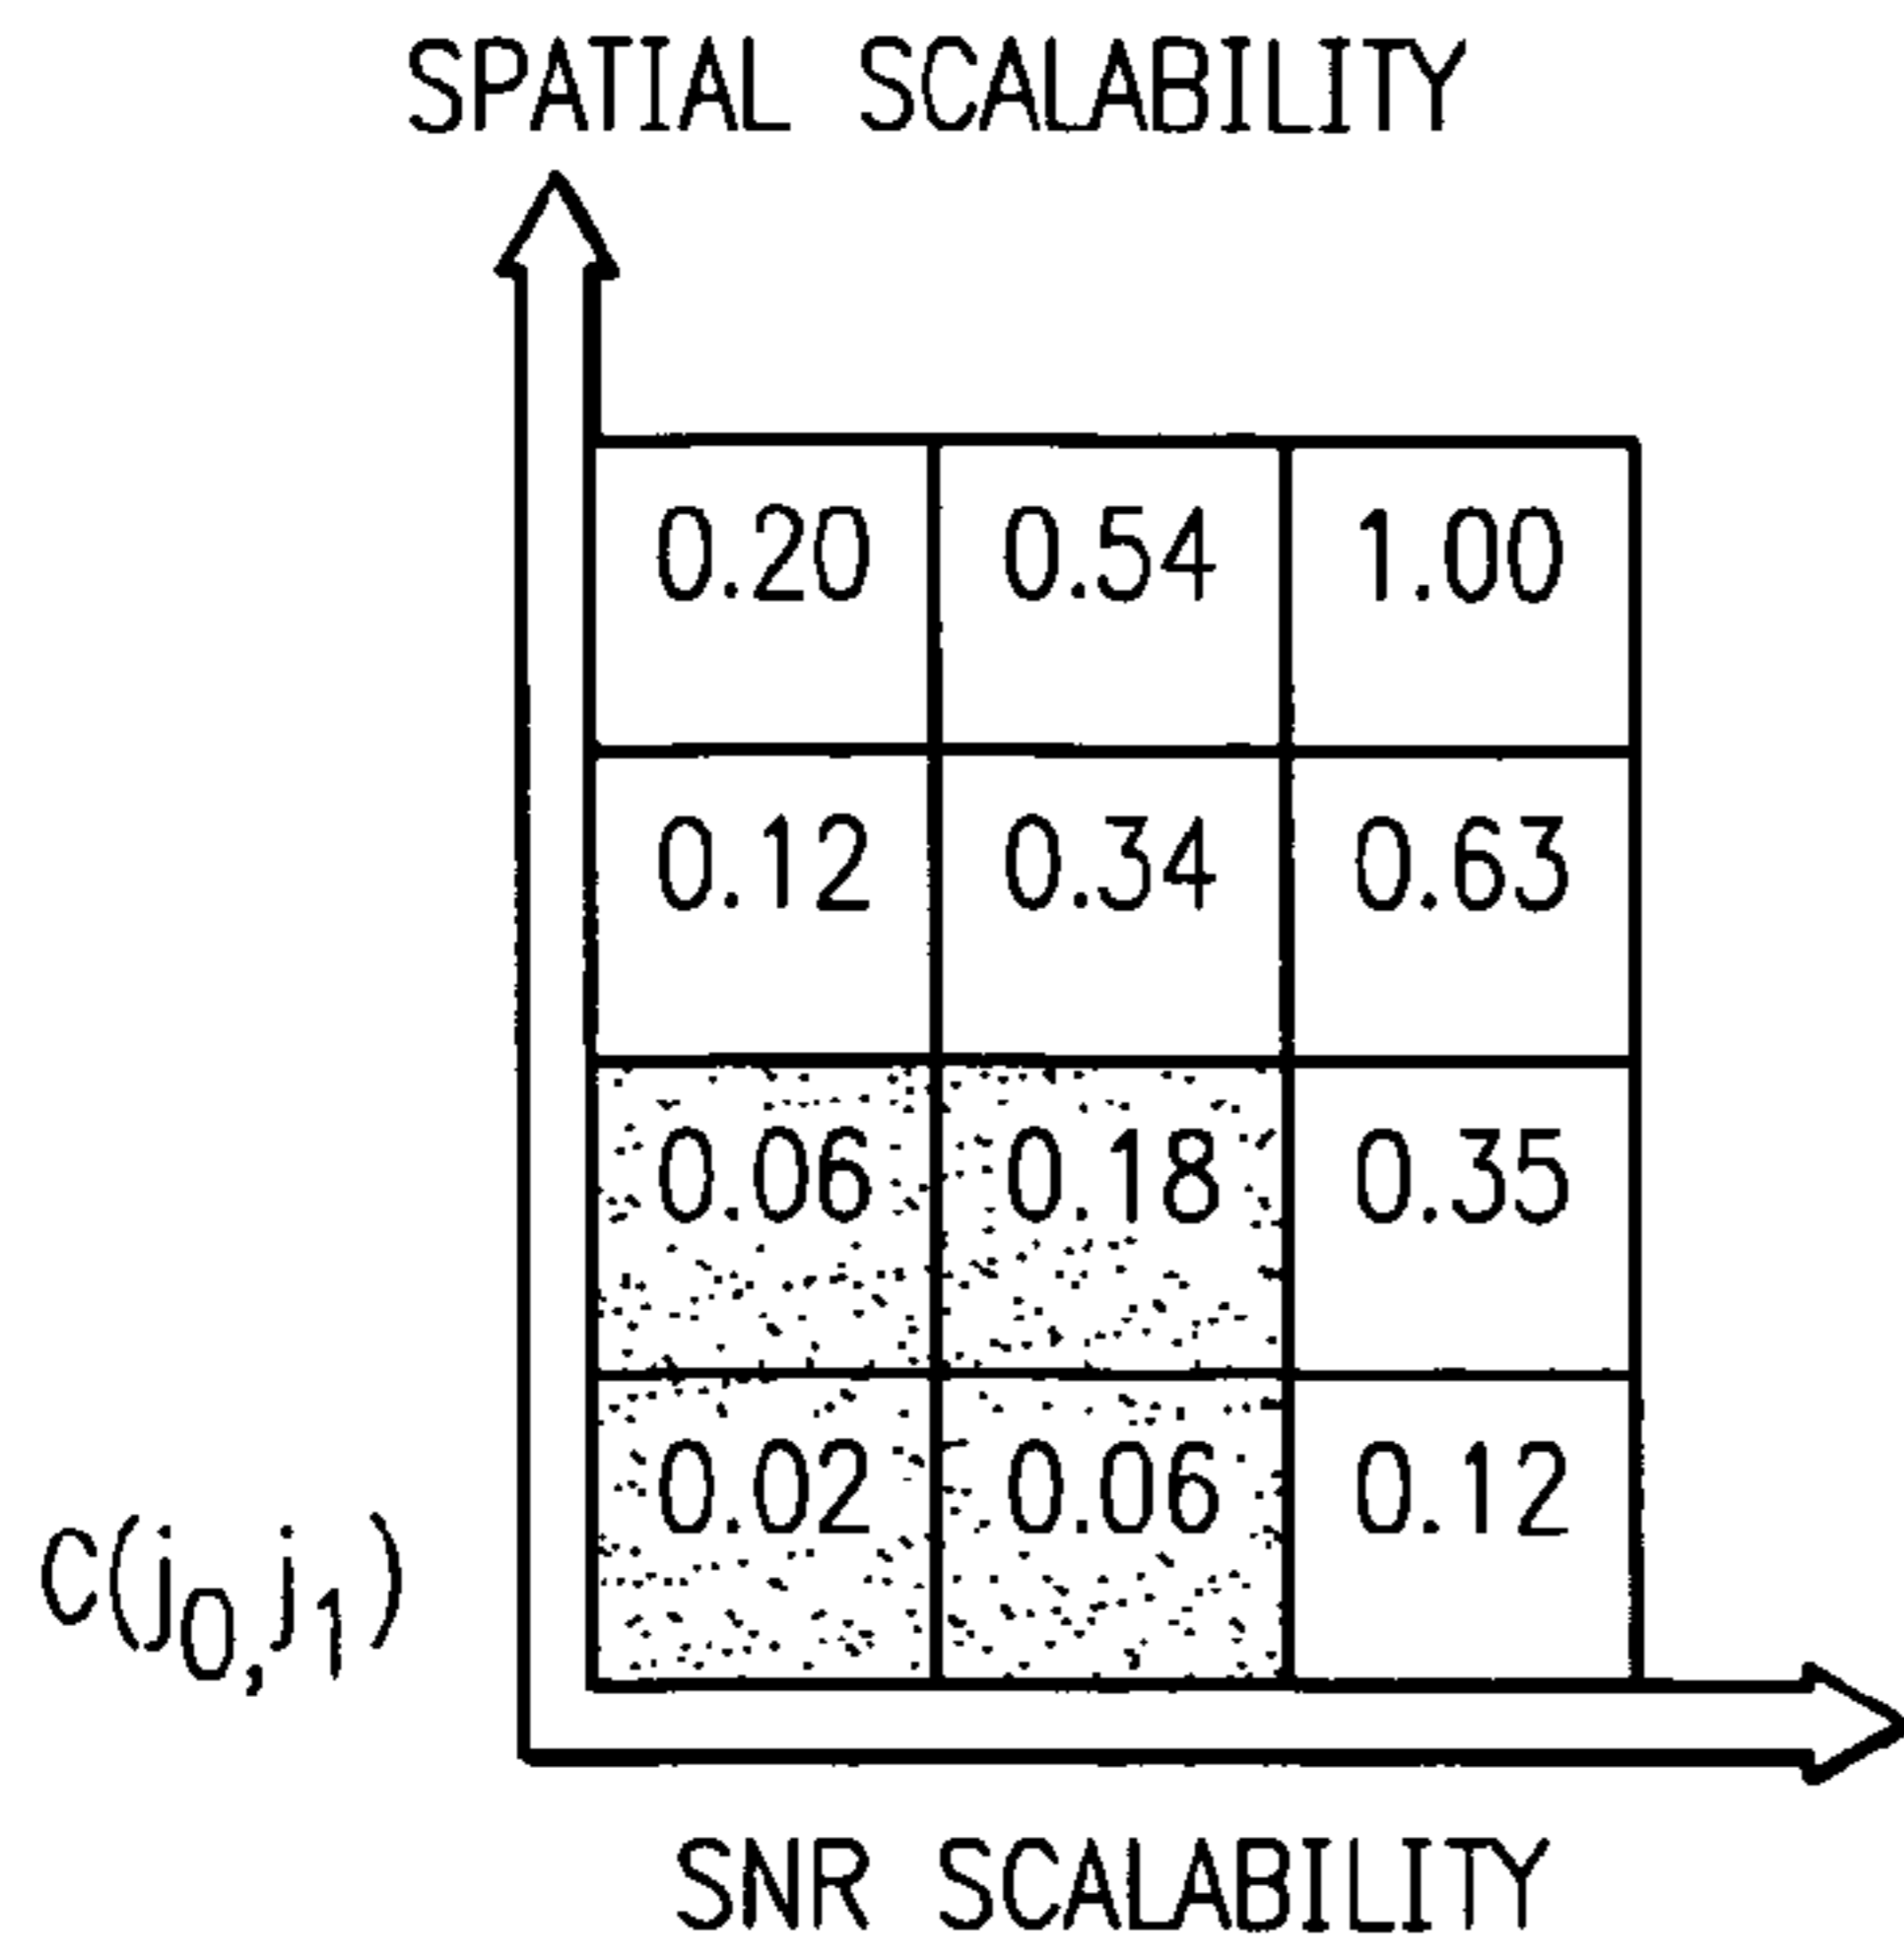 SPATIAL SCALABILITY
0.20 0.54 1.00
0.12 0.34 0.63
0.06 0.18 0.35
0.02 0.06 0.12
C(j0,j1)
SNR SCALABILITY